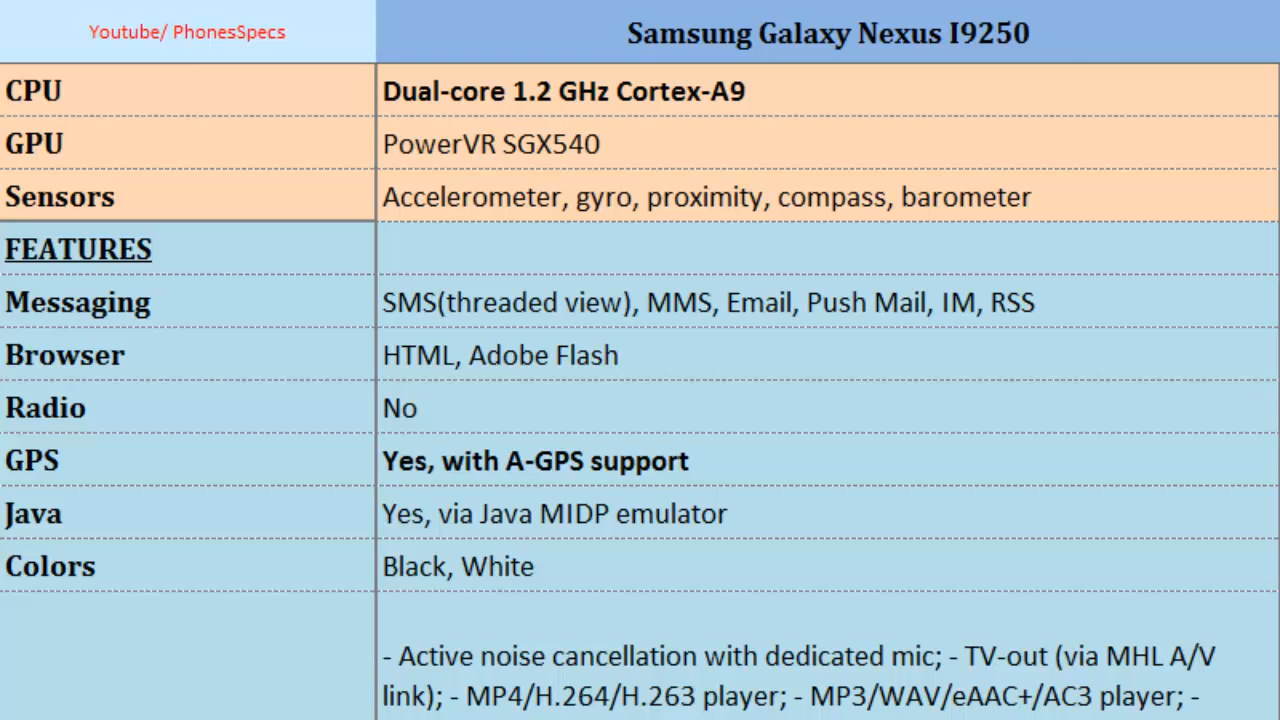 Youtube/ PhonesSpecs
Samsung Galaxy Nexus I9250
CPU
Dual-core 1.2 GHz Cortex-A9
GPU
PowerVR SGX540
Sensors
Accelerometer, gyro, proximity, compass, barometer
FEATURES
Messaging
SMS(threaded view), MMS, Email, Push Mail, IM, RSS
Browser
HTML, Adobe Flash
Radio
No
GPS
Yes, with A-GPS support
Java
Yes, via Java MIDP emulator
Colors
Black, White
- Active noise cancellation with dedicated mic; - TV-out (via MHL A/V
link); - MP4/H.264/H.263 player; - MP3/WAV/eAAC+/AC3 player; -